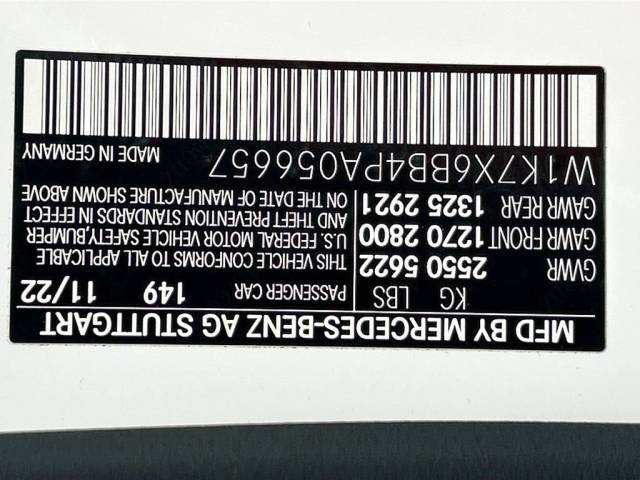 MFD BY MERCEDES-BENZ AG STUTTGART
KG LBS
GVWR 2550 5622
GAWR FRONT 1270 2800
GAWR REAR 1325 2921
PASSENGER CAR 149 11/22
THIS VEHICLE CONFORMS TO ALL APPLICABLE
U.S. FEDERAL MOTOR VEHICLE SAFETY,BUMPER
AND THEFT PREVENTION STANDARDS IN EFFECT
ON THE DATE OF MANUFACTURE SHOWN ABOVE
W1K7X6BB4PA056657 MADE IN GERMANY